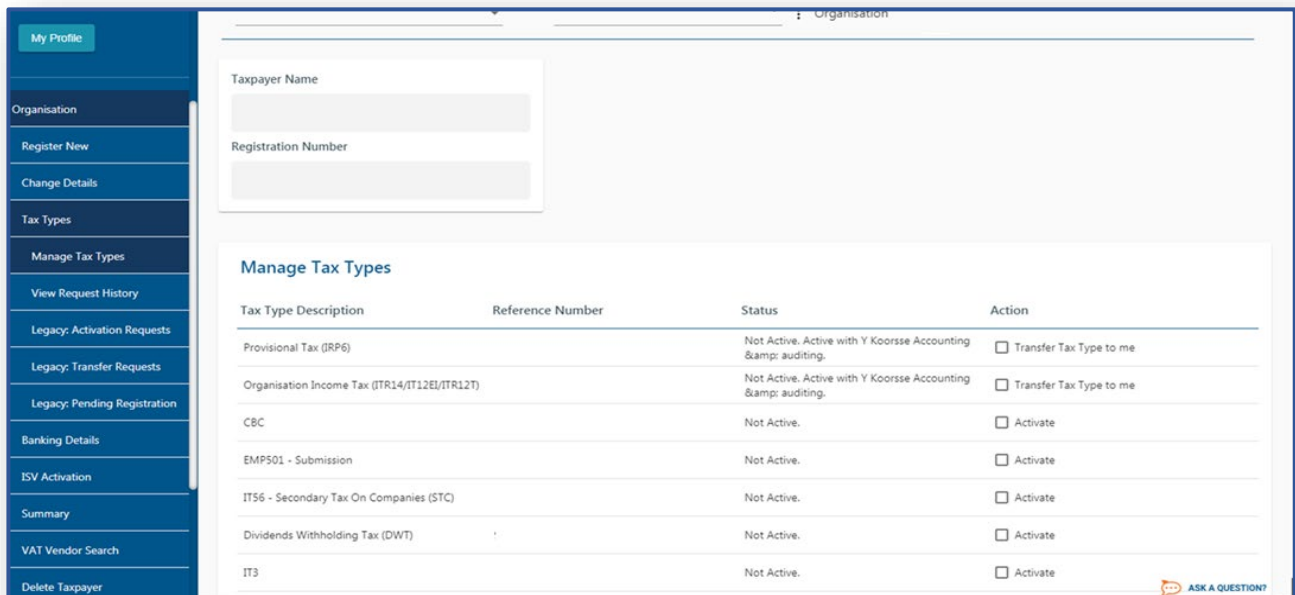 Organisation
My Profile
Organisation
Register New
Change Details
Tax Types
Manage Tax Types
View Request History
Legacy: Activation Requests
Legacy: Transfer Requests
Legacy: Pending Registration
Banking Details
ISV Activation
Summary
VAT Vendor Search
Delete Taxpayer
Taxpayer Name
Registration Number
Manage Tax Types
Tax Type Description Reference Number Status Action
Provisional Tax (IRP6) Not Active. Active with Y Koorsse Accounting
&amp; auditing. Transfer Tax Type to me
Organisation Income Tax (ITR14/IT12EI/ITR12T) Not Active. Active with Y Koorsse Accounting
&amp; auditing. Transfer Tax Type to me
CBC Not Active. Activate
EMP501 - Submission Not Active. Activate
IT56 - Secondary Tax On Companies (STC) Not Active. Activate
Dividends Withholding Tax (DWT) Not Active. Activate
IT3 Not Active. Activate
ASK A QUESTION?